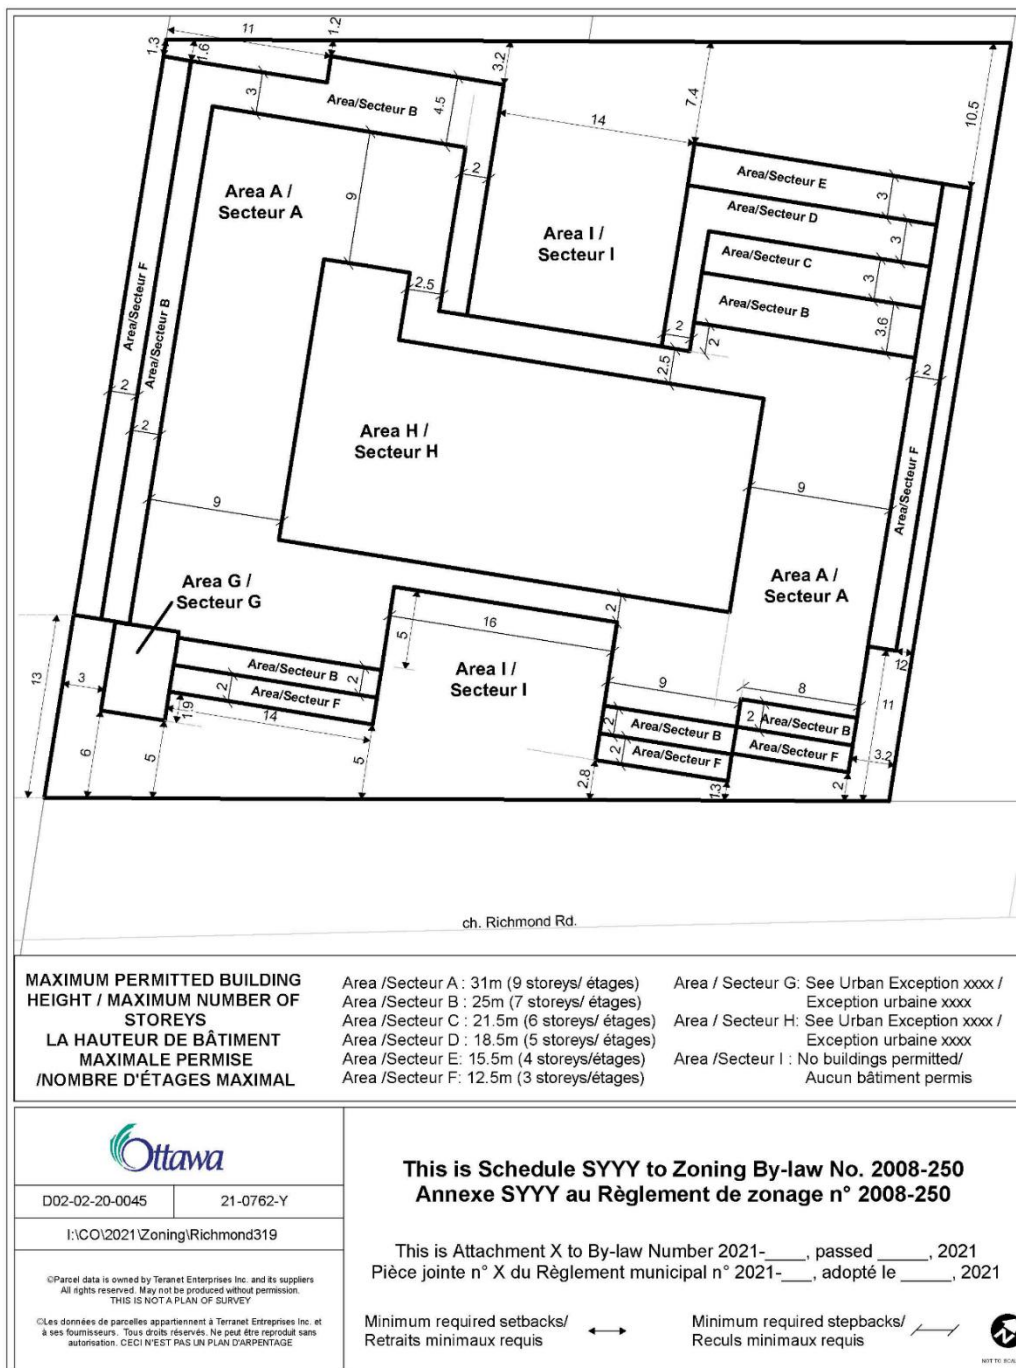 1.3
1.6
11
1.2
3.2
7.4
10.5
3
Area/Secteur B
4.5
14
2
Area/Secteur E
3
Area/Secteur D
3
Area/Secteur C
3
Area/Secteur B
3.6
Area A /
Secteur A
9
Area I /
Secteur I
2.5
2
2
2.5
Area/Secteur F
Area/Secteur B
2
2
Area H /
Secteur H
2
Area/Secteur F
9
9
Area G /
Secteur G
Area A /
Secteur A
13
3
Area/Secteur B
2
2
Area/Secteur F
1.9
14
5
16
2
Area I /
Secteur I
9
8
12
11
2
Area/Secteur B
2
Area/Secteur B
2
Area/Secteur F
Area/Secteur F
3.2
6
5
5
2.8
1.3
2
ch. Richmond Rd.
MAXIMUM PERMITTED BUILDING
HEIGHT / MAXIMUM NUMBER OF
STOREYS
LA HAUTEUR DE BÂTIMENT
MAXIMALE PERMISE
/NOMBRE D'ÉTAGES MAXIMAL
Area /Secteur A : 31m (9 storeys/ étages)
Area /Secteur B : 25m (7 storeys/ étages)
Area /Secteur C : 21.5m (6 storeys/ étages)
Area /Secteur D : 18.5m (5 storeys/ étages)
Area /Secteur E: 15.5m (4 storeys/étages)
Area /Secteur F: 12.5m (3 storeys/étages)
Area / Secteur G: See Urban Exception xxxx /
Exception urbaine xxxx
Area / Secteur H: See Urban Exception xxxx /
Exception urbaine xxxx
Area /Secteur I : No buildings permitted/
Aucun bâtiment permis
Ottawa
D02-02-20-0045
21-0762-Y
I:\CO\2021\Zoning\Richmond319
©Parcel data is owned by Teranet Enterprises Inc. and its suppliers
All rights reserved. May not be produced without permission.
THIS IS NOT A PLAN OF SURVEY
©Les données de parcelles appartiennent à Terranet Entreprises Inc. et
à ses fournisseurs. Tous droits réservés. Ne peut être reproduit sans
autorisation. CECI N'EST PAS UN PLAN D'ARPENTAGE
This is Schedule SYYY to Zoning By-law No. 2008-250
Annexe SYYY au Règlement de zonage n° 2008-250
This is Attachment X to By-law Number 2021-____, passed _____, 2021
Pièce jointe n° X du Règlement municipal n° 2021-___, adopté le _____, 2021
Minimum required setbacks/
Retraits minimaux requis
Minimum required stepbacks/
Reculs minimaux requis